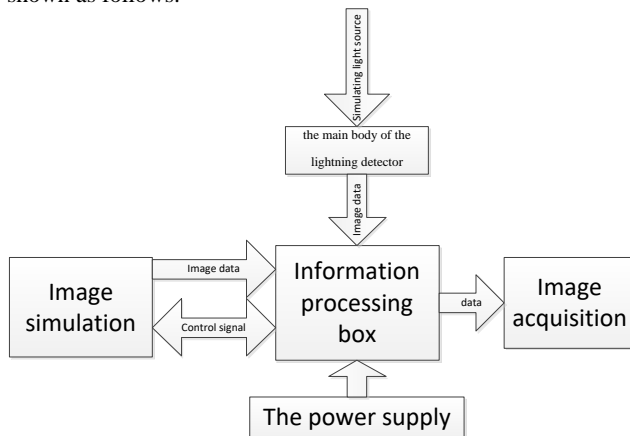 shown as follows:
Simulating light source
the main body of the
lightning detector
Image data
Image data
Image
simulation
Control signal
Information
processing
box
data
Image
acquisition
The power supply